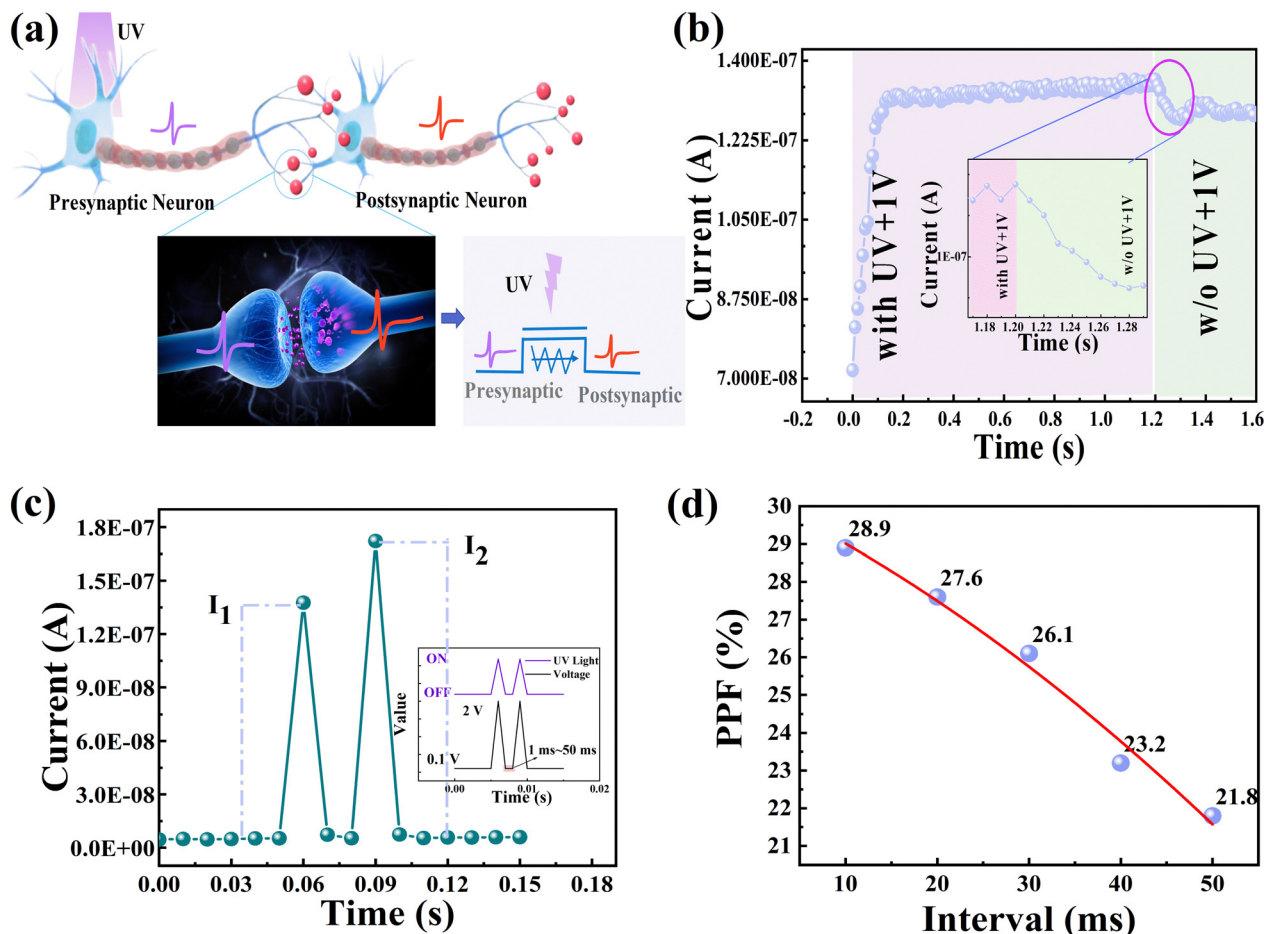 (a)
UV
Presynaptic Neuron
Postsynaptic Neuron
UV
Presynaptic
Postsynaptic
(b)
Current (A)
1.400E-07
1.225E-07
1.050E-07
8.750E-08
7.000E-08
with UV+1V
w/o UV+1V
Current (A)
1E-07
with UV+1V
w/o UV+1V
1.18 1.20 1.22 1.24 1.26 1.28
Time (s)
-0.2 0.0 0.2 0.4 0.6 0.8 1.0 1.2 1.4 1.6
Time (s)
(c)
Current (A)
1.8E-07
1.5E-07
1.2E-07
9.0E-08
6.0E-08
3.0E-08
0.0E+00
I1
I2
Value
ON
OFF
UV Light
Voltage
2 V
0.1 V
1 ms~50 ms
0.00 0.01 0.02
Time (s)
0.00 0.03 0.06 0.09 0.12 0.15 0.18
Time (s)
(d)
PPF (%)
30
29
28
27
26
25
24
23
22
21
28.9
27.6
26.1
23.2
21.8
10 20 30 40 50
Interval (ms)